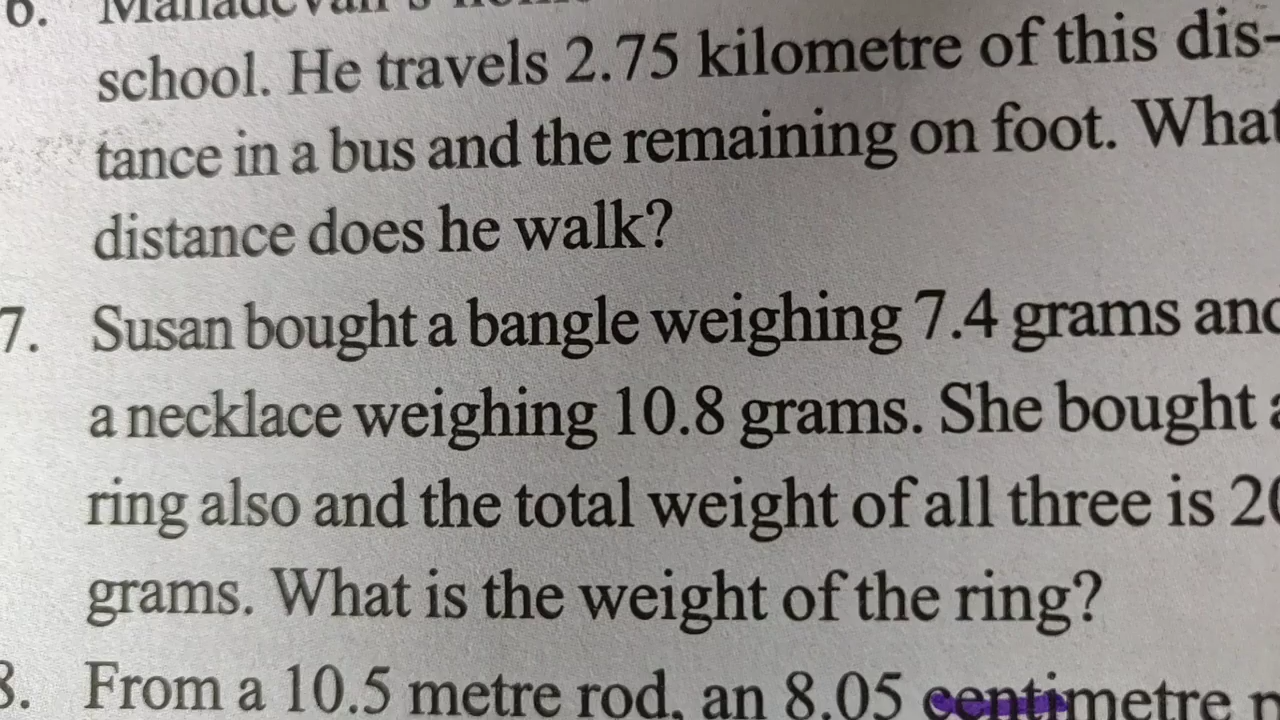 6.
school. He travels 2.75 kilometre of this dis-
tance in a bus and the remaining on foot. What
distance does he walk?
7. Susan bought a bangle weighing 7.4 grams and
a necklace weighing 10.8 grams. She bought a
ring also and the total weight of all three is
grams. What is the weight of the ring?
8. From a 10.5 metre rod, an 8.05 centimetre